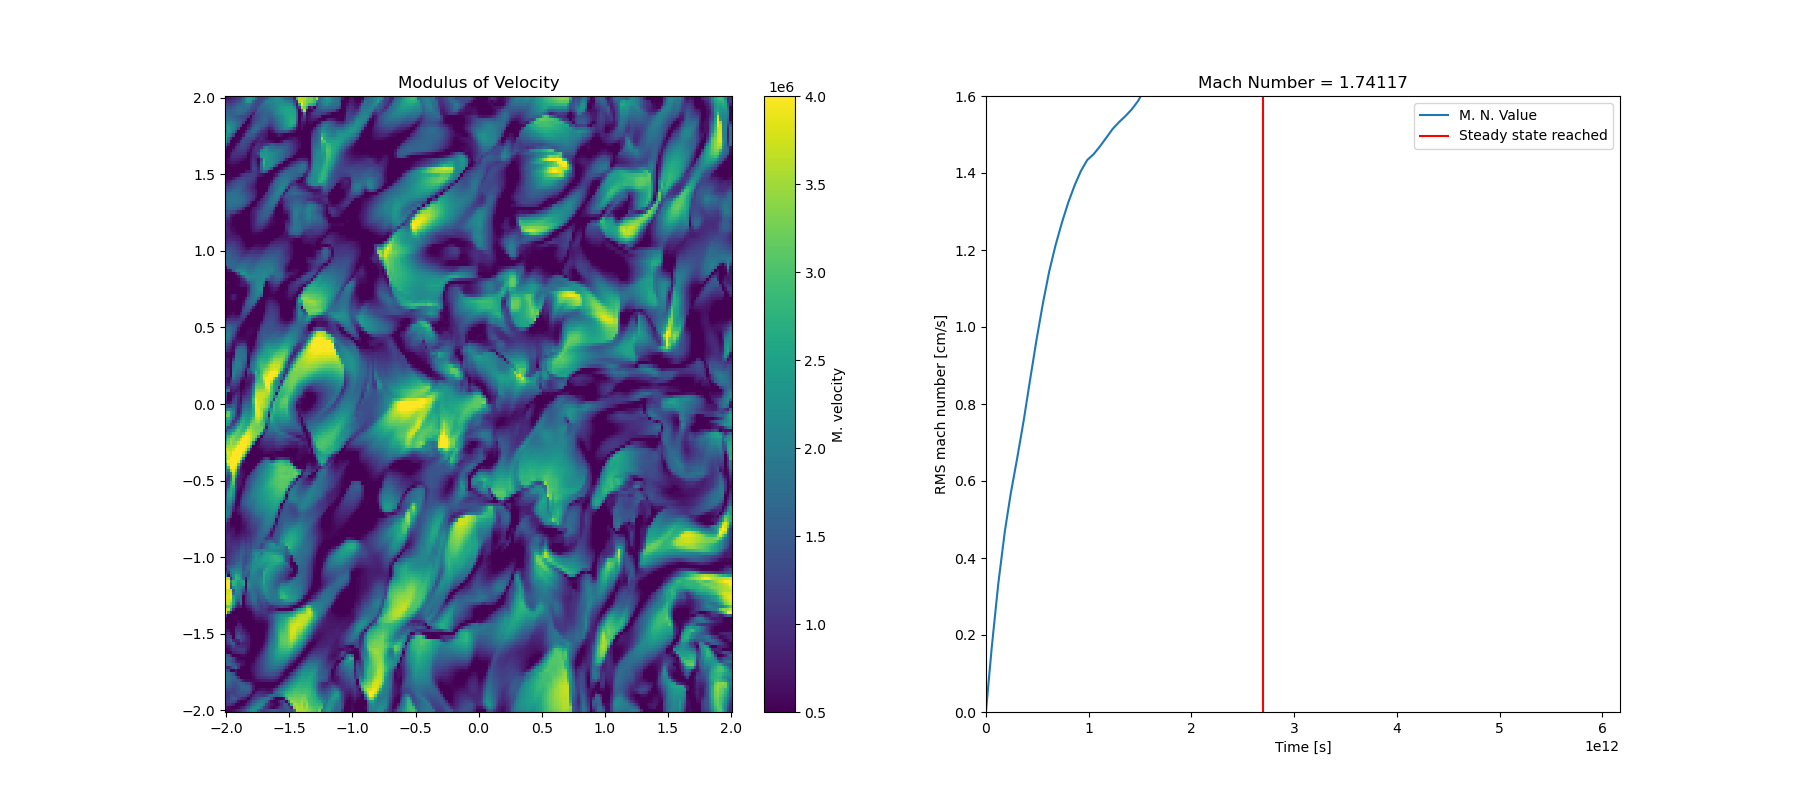 Modulus of Velocity
2.0
1.5
1.0
0.5
0.0
−0.5
−1.0
−1.5
−2.0
−2.0 −1.5 −1.0 −0.5 0.0 0.5 1.0 1.5 2.0
1e6
4.0
3.5
3.0
2.5
2.0
1.5
1.0
0.5
M. velocity
Mach Number = 1.74117
M. N. Value
Steady state reached
RMS mach number [cm/s]
1.6
1.4
1.2
1.0
0.8
0.6
0.4
0.2
0.0
0 1 2 3 4 5 6
Time [s]
1e12